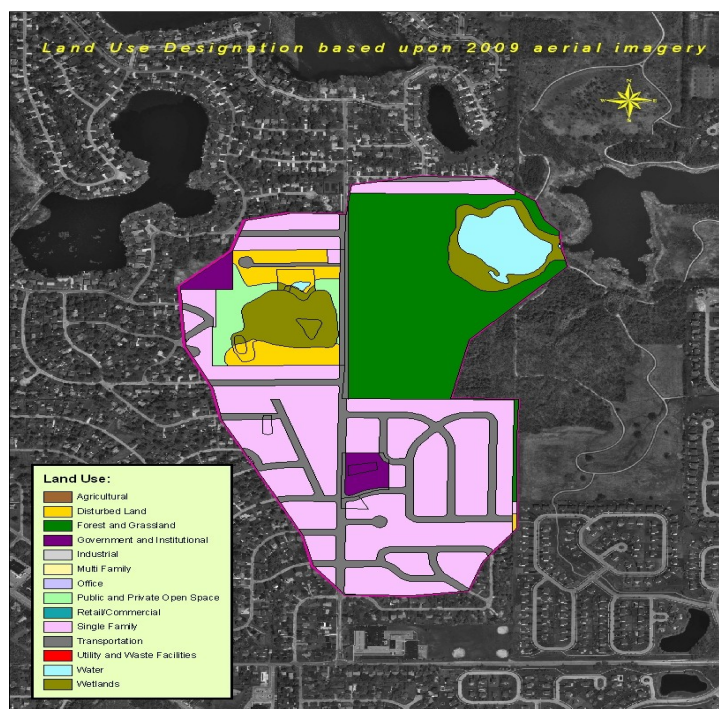 Land Use Designation based upon 2009 aerial imagery
N
W E
S
Land Use:
Agricultural
Disturbed Land
Forest and Grassland
Government and Institutional
Industrial
Multi Family
Office
Public and Private Open Space
Retail/Commercial
Single Family
Transportation
Utility and Waste Facilities
Water
Wetlands